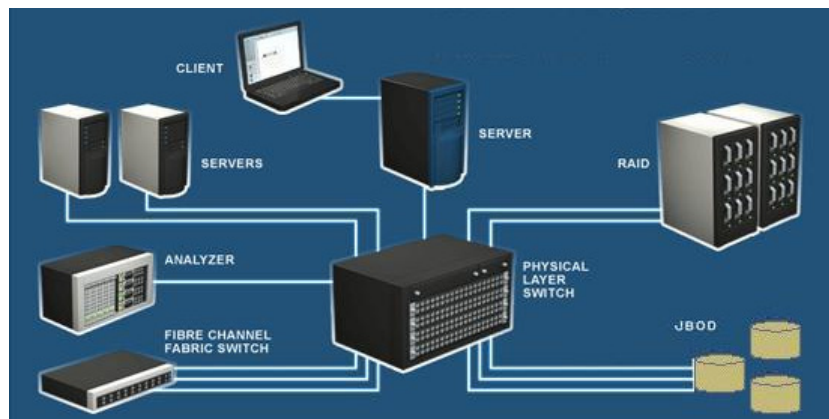 CLIENT
SERVER
SERVERS
RAID
ANALYZER
PHYSICAL
LAYER
SWITCH
FIBRE CHANNEL
FABRIC SWITCH
JBOD